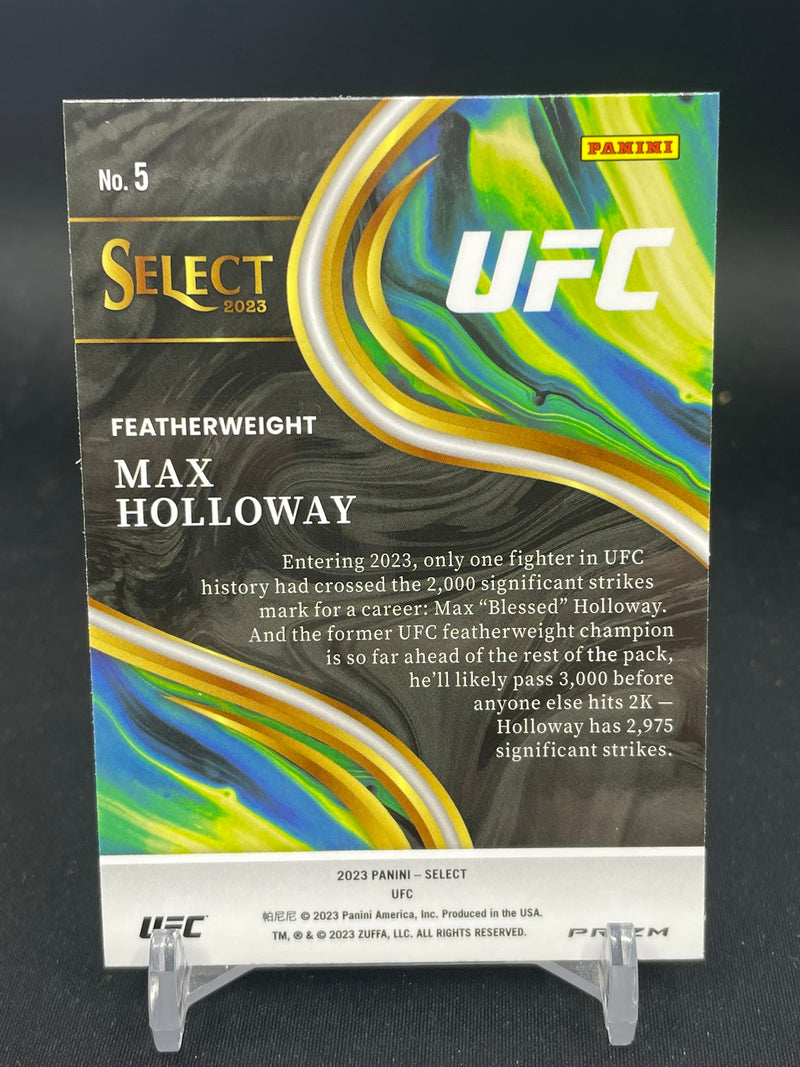 No. 5
PANINI
SELECT
2023
UFC
FEATHERWEIGHT
MAX
HOLLOWAY
Entering 2023, only one fighter in UFC
history had crossed the 2,000 significant strikes
mark for a career: Max “Blessed” Holloway.
And the former UFC featherweight champion
is so far ahead of the rest of the pack,
he’ll likely pass 3,000 before
anyone else hits 2K —
Holloway has 2,975
significant strikes.
2023 PANINI – SELECT
UFC
帕尼尼 © 2023 Panini America, Inc. Produced in the USA.
TM, ® & © 2023 ZUFFA, LLC. ALL RIGHTS RESERVED.
UFC
PRIZM